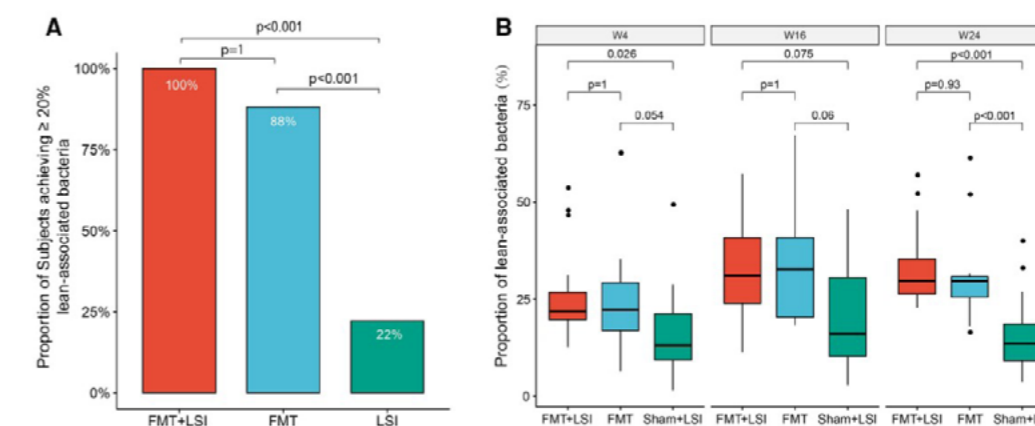 A
p<0.001
p=1
p<0.001
100%
75%
50%
25%
0%
100%
88%
22%
Proportion of Subjects achieving ≥ 20%
lean-associated bacteria
FMT+LSI FMT LSI
B
W4 W16 W24
0.026 0.075 p<0.001
p=1 p=1 p=0.93
0.054 0.06 p<0.001
75
50
25
0
Proportion of lean-associated bacteria (%)
FMT+LSI FMT Sham+LSI FMT+LSI FMT Sham+LSI FMT+LSI FMT